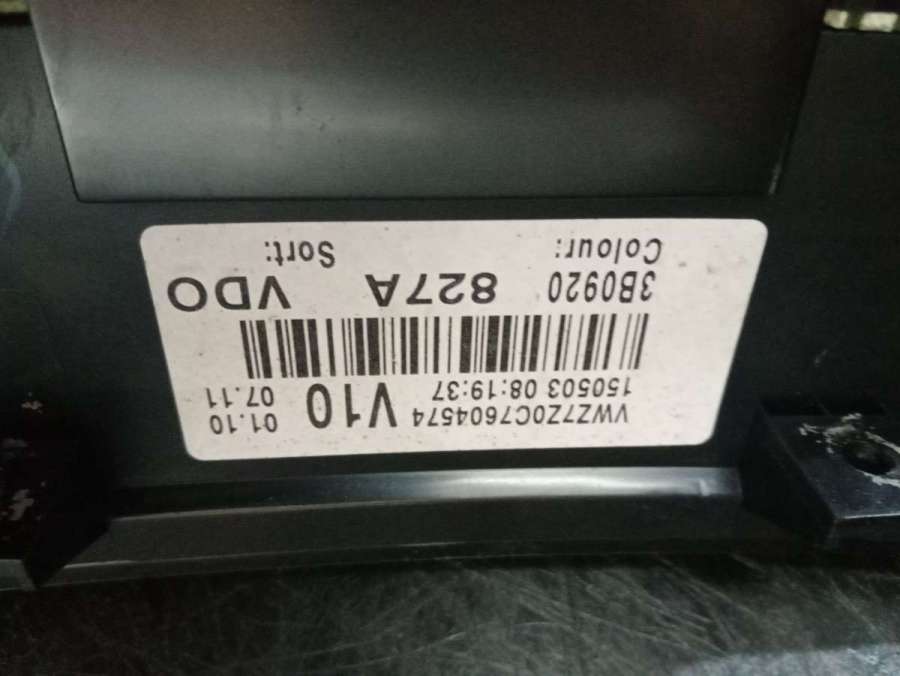 VWZ7Z0C7604574 V10 01.10
150503 08:19:37 07.11
3B0920 827A VDO
Colour: Sort: